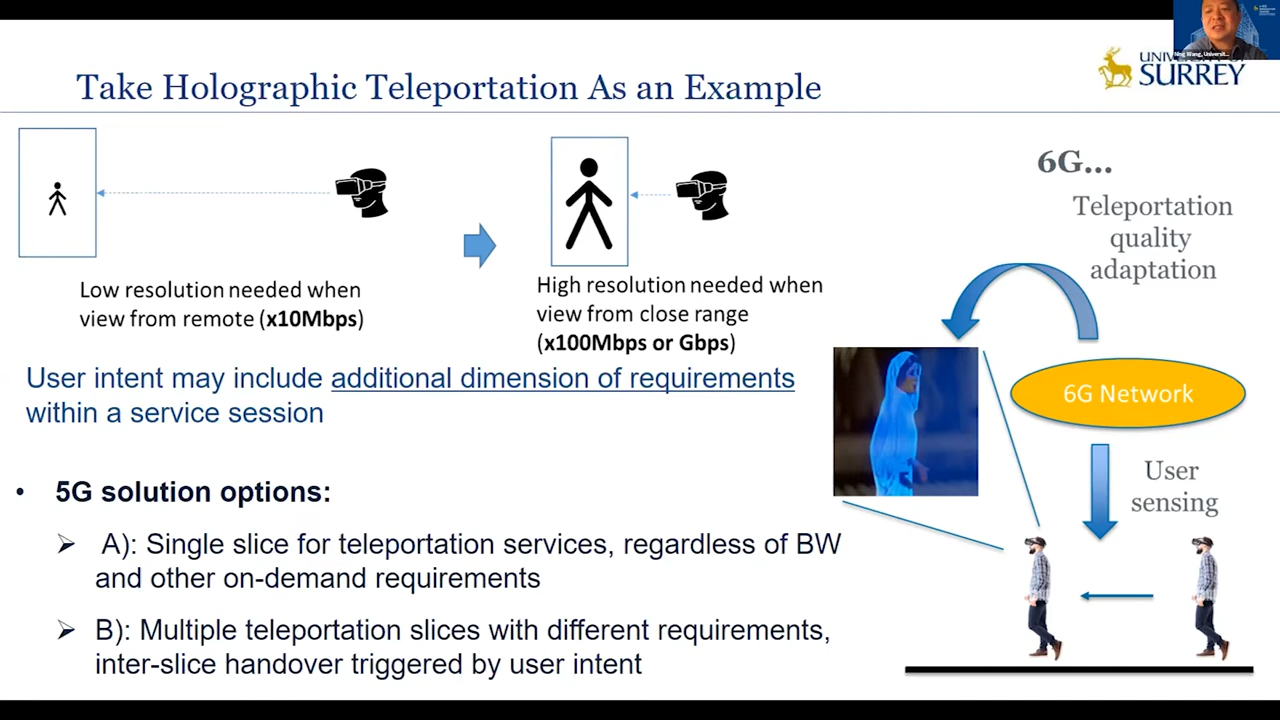 Take Holographic Teleportation As an Example
Ning Wang, Universit...
UNIVERSITY OF
SURREY
Low resolution needed when
view from remote (x10Mbps)
High resolution needed when
view from close range
(x100Mbps or Gbps)
6G...
Teleportation
quality
adaptation
User intent may include additional dimension of requirements
within a service session
6G Network
User
sensing
• 5G solution options:
➢ A): Single slice for teleportation services, regardless of BW
and other on-demand requirements
➢ B): Multiple teleportation slices with different requirements,
inter-slice handover triggered by user intent